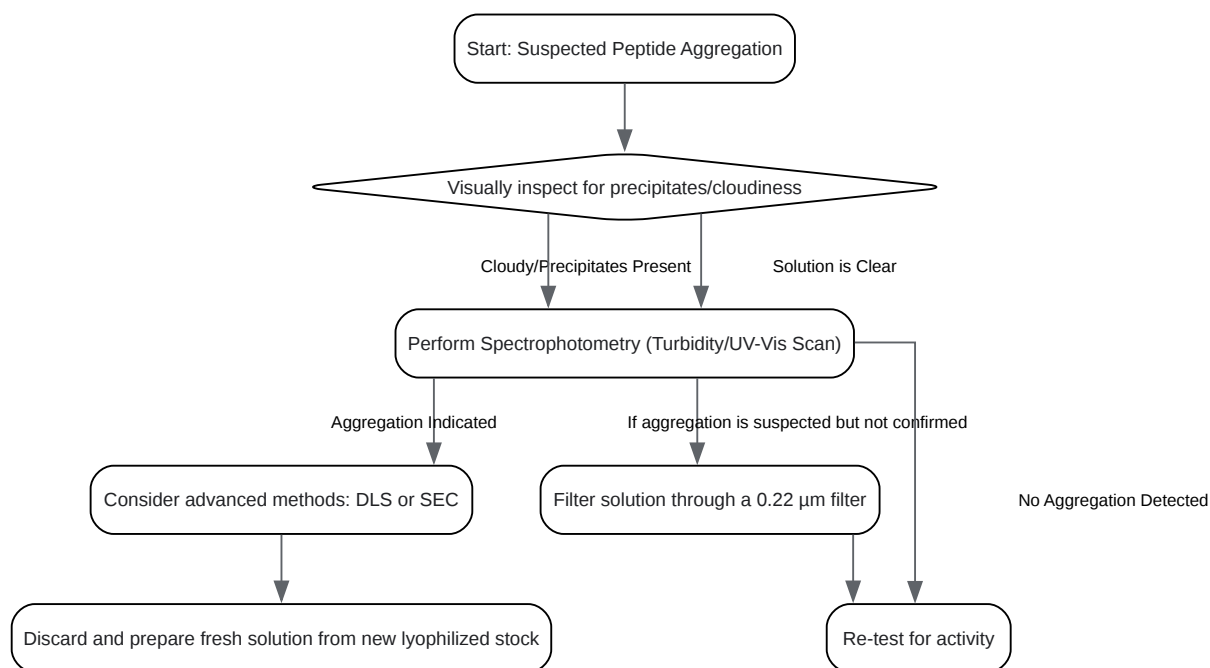 Start: Suspected Peptide Aggregation
Visually inspect for precipitates/cloudiness
Cloudy/Precipitates Present
Solution is Clear
Perform Spectrophotometry (Turbidity/UV-Vis Scan)
Aggregation Indicated
If aggregation is suspected but not confirmed
Consider advanced methods: DLS or SEC
Filter solution through a 0.22 µm filter
No Aggregation Detected
Discard and prepare fresh solution from new lyophilized stock
Re-test for activity